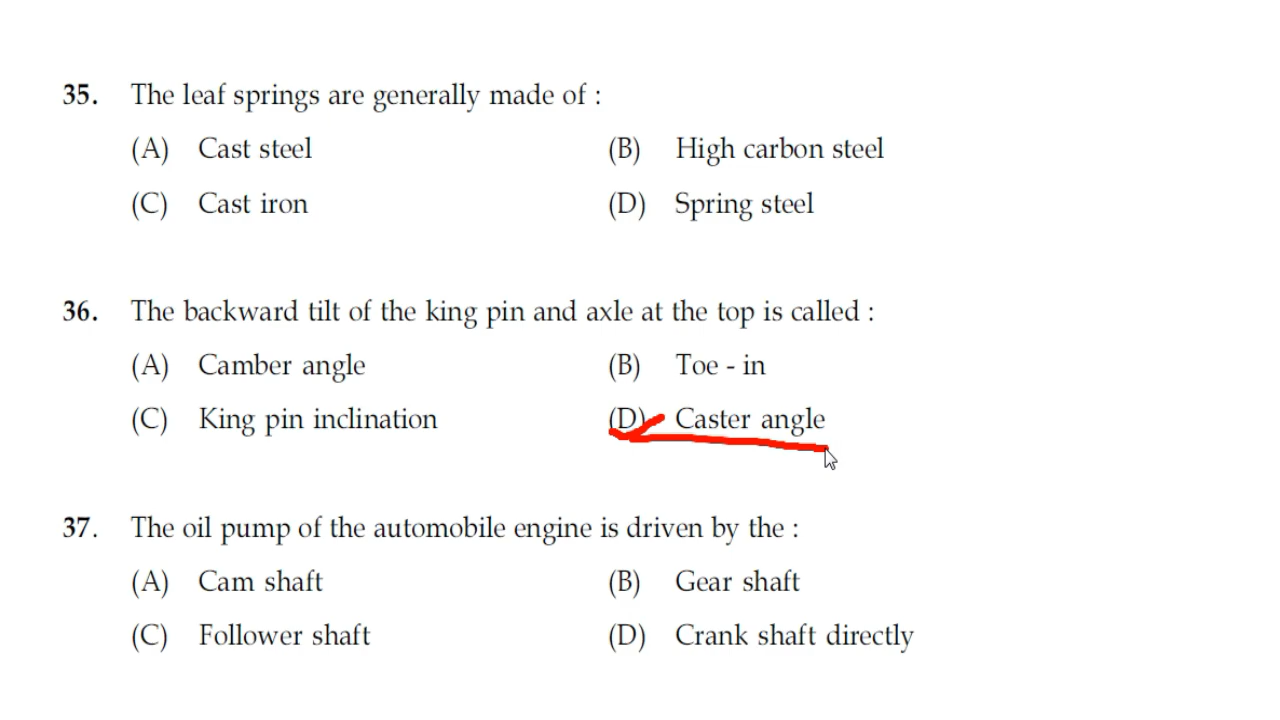 35. The leaf springs are generally made of :
(A) Cast steel (B) High carbon steel
(C) Cast iron (D) Spring steel
36. The backward tilt of the king pin and axle at the top is called :
(A) Camber angle (B) Toe - in
(C) King pin inclination (D) Caster angle
37. The oil pump of the automobile engine is driven by the :
(A) Cam shaft (B) Gear shaft
(C) Follower shaft (D) Crank shaft directly